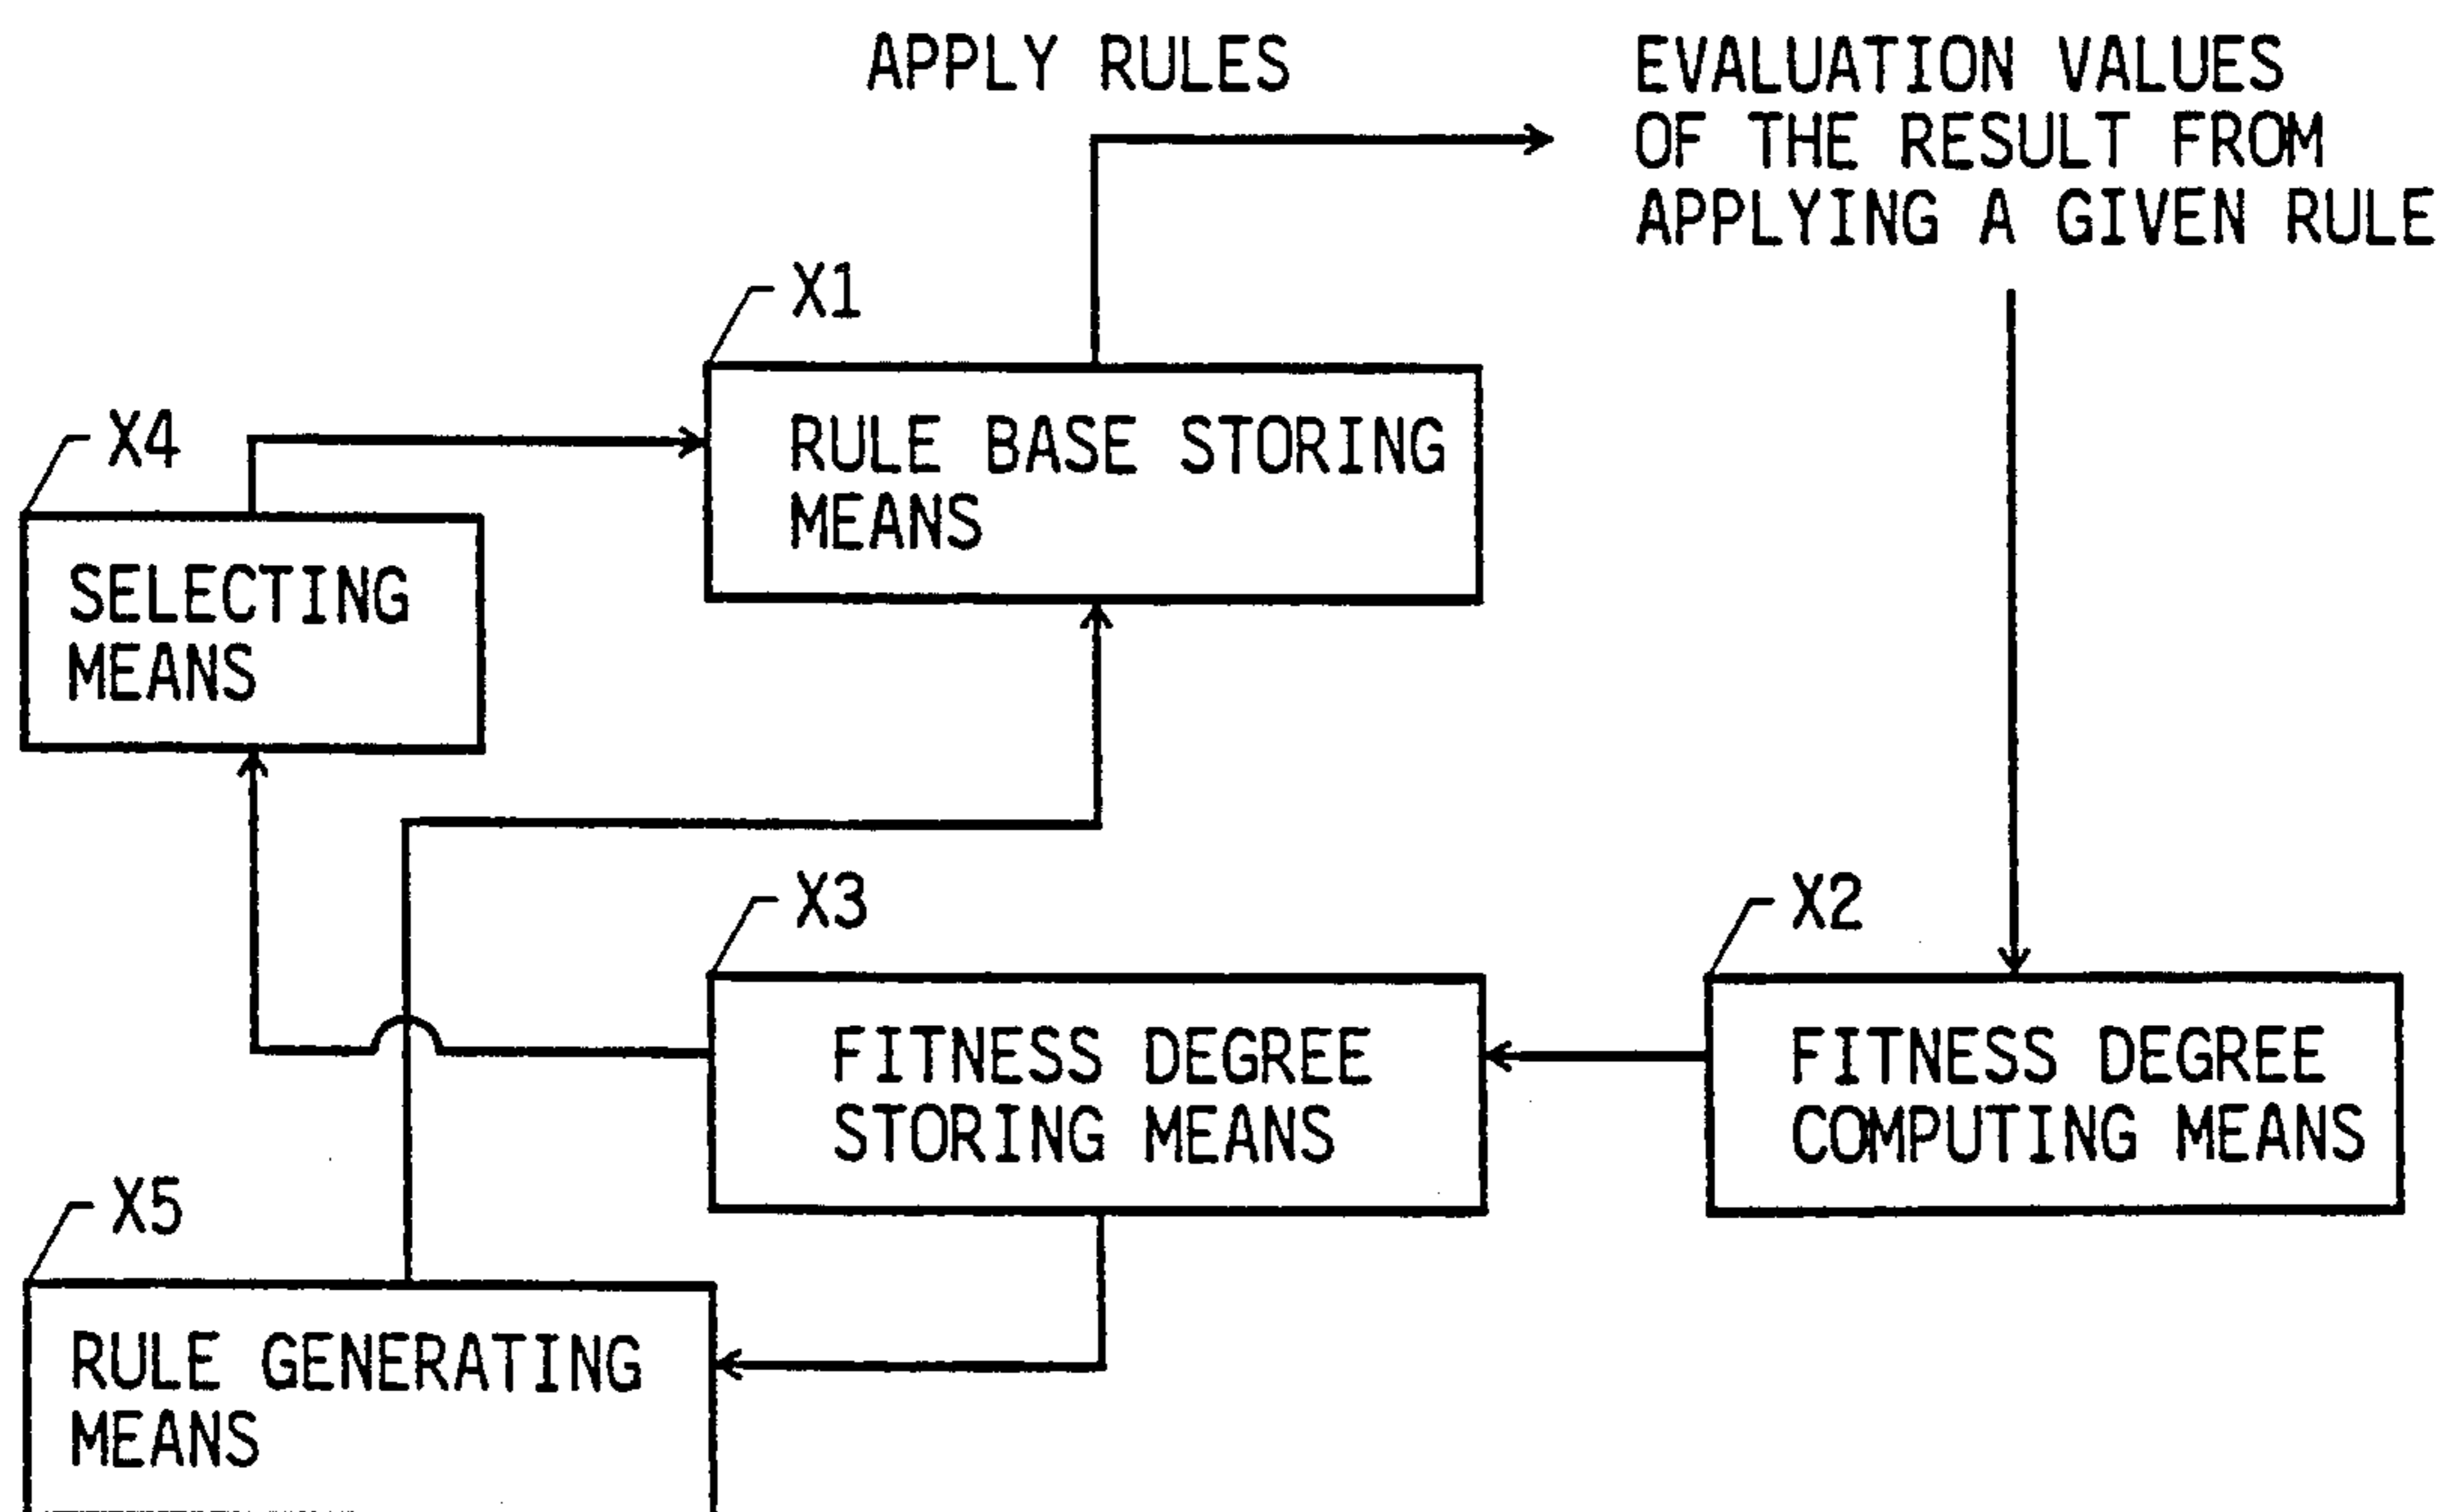 APPLY RULES
EVALUATION VALUES
OF THE RESULT FROM
APPLYING A GIVEN RULE
X1
RULE BASE STORING
MEANS
X4
SELECTING
MEANS
X3
FITNESS DEGREE
STORING MEANS
X2
FITNESS DEGREE
COMPUTING MEANS
X5
RULE GENERATING
MEANS